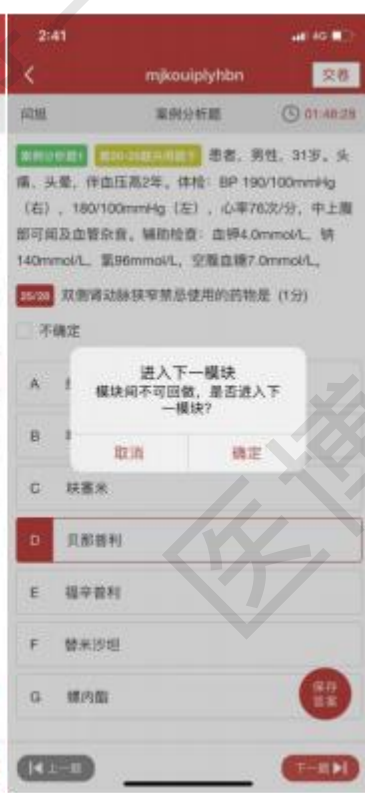 2:41
4G
mjkouiplyhbn
交卷
问组
案例分析题
01:48:28
患者，男性，31岁。头
痛、头晕，伴血压高2年。体检：BP 190/100mmHg
（右），180/100mmHg（左），心率76次/分，中上腹
部可闻及血管杂音。辅助检查：血钾4.0mmol/L，钠
140mmol/L，氯96mmol/L，空腹血糖7.0mmol/L。
双侧肾动脉狭窄禁忌使用的药物是 (1分)
不确定
进入下一模块
模块间不可回做，是否进入下
一模块？
取消
确定
A
B
C 呋塞米
D 贝那普利
E 福辛普利
F 替米沙坦
G 螺内酯
保存
答案
上一题
下一题
医博